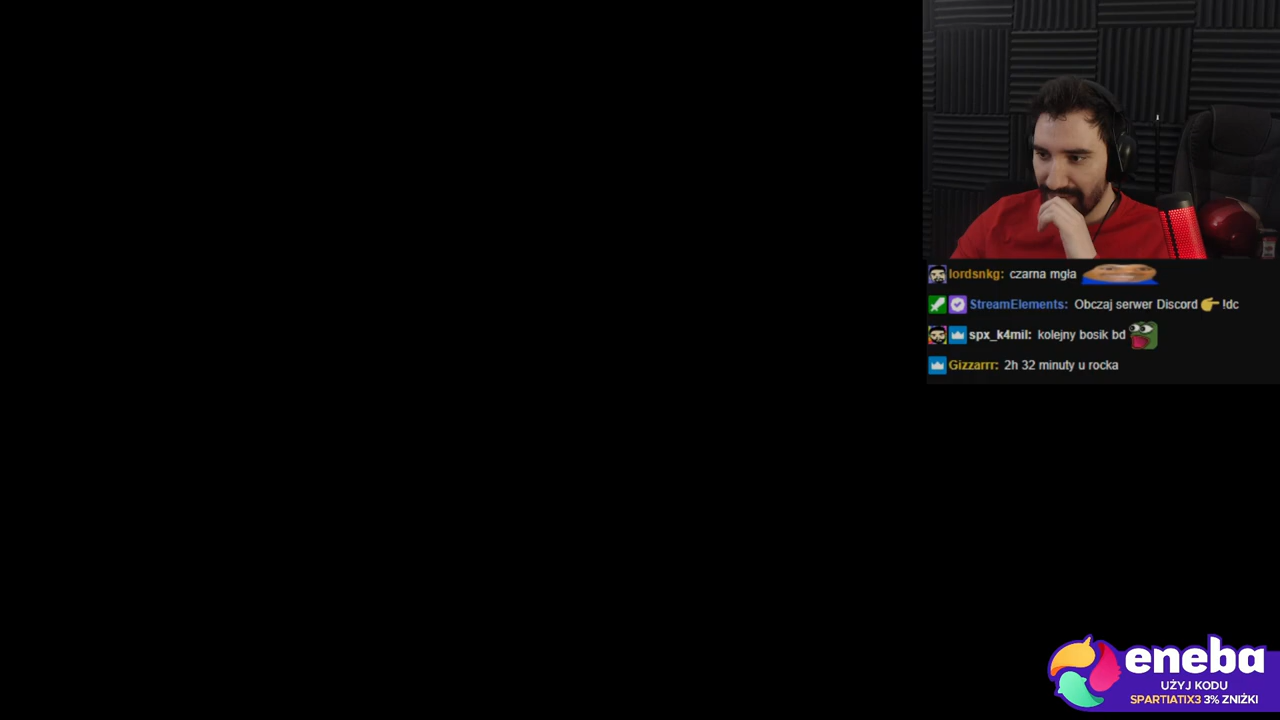 lordsnkg: czarna mgła
StreamElements: Obczaj serwer Discord 👉 !dc
spx_k4mil: kolejny bosik bd
Gizzarrr: 2h 32 minuty u rocka
eneba
UŻYJ KODU
SPARTIATIX3 3% ZNIŻKI